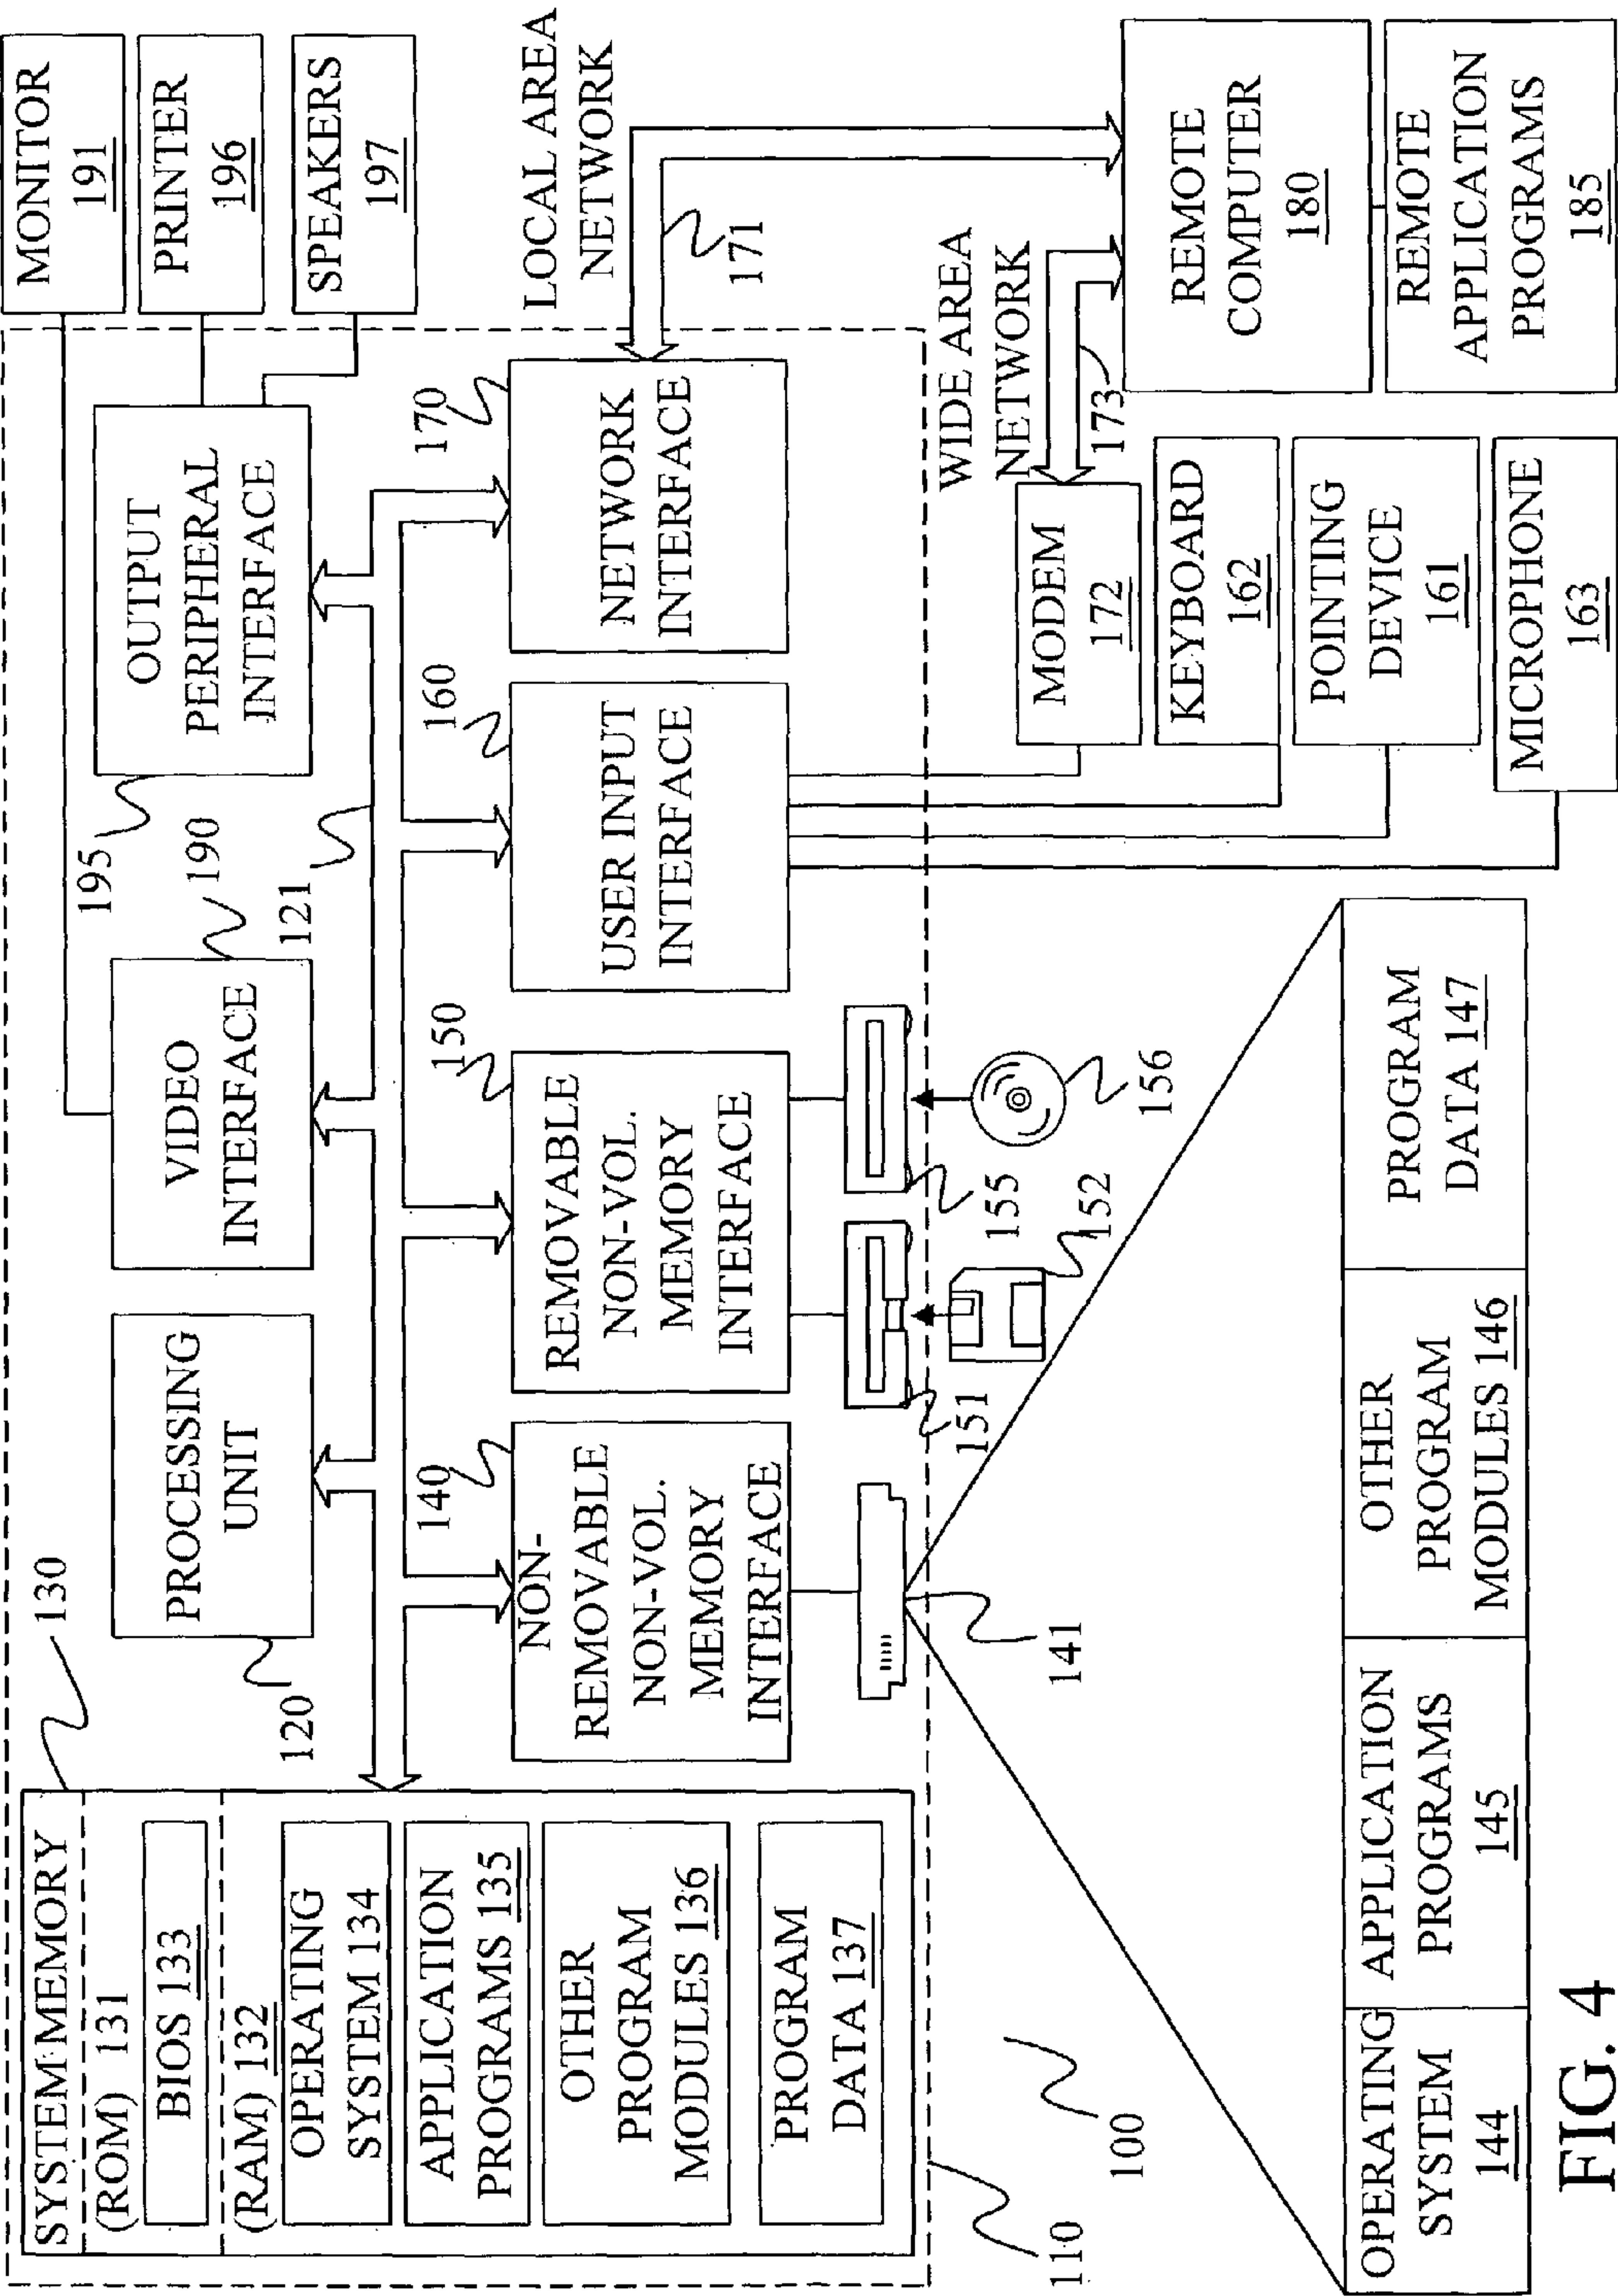 SYSTEM MEMORY
(ROM) 131
BIOS 133
(RAM) 132
OPERATING
SYSTEM 134
APPLICATION
PROGRAMS 135
OTHER
PROGRAM
MODULES 136
PROGRAM
DATA 137
130
120
PROCESSING
UNIT
VIDEO
INTERFACE
190
195
121
OUTPUT
PERIPHERAL
INTERFACE
MONITOR
191
PRINTER
196
SPEAKERS
197
140
NON-
REMOVABLE
NON-VOL.
MEMORY
INTERFACE
150
REMOVABLE
NON-VOL.
MEMORY
INTERFACE
160
USER INPUT
INTERFACE
170
NETWORK
INTERFACE
LOCAL AREA
NETWORK
171
141
151
152
155
156
WIDE AREA
NETWORK
173
MODEM
172
KEYBOARD
162
POINTING
DEVICE
161
MICROPHONE
163
REMOTE
COMPUTER
180
REMOTE
APPLICATION
PROGRAMS
185
110
100
OPERATING
SYSTEM
144
APPLICATION
PROGRAMS
145
OTHER
PROGRAM
MODULES 146
PROGRAM
DATA 147
FIG. 4